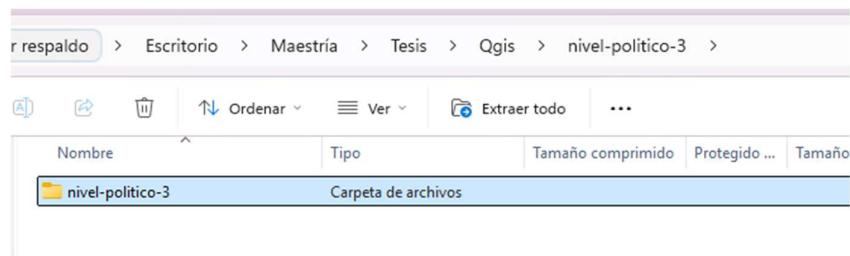 r respaldo > Escritorio > Maestría > Tesis > Qgis > nivel-politico-3 >
A Ordenar Ver Extraer todo ...
Nombre Tipo Tamaño comprimido Protegido ... Tamaño
nivel-politico-3 Carpeta de archivos